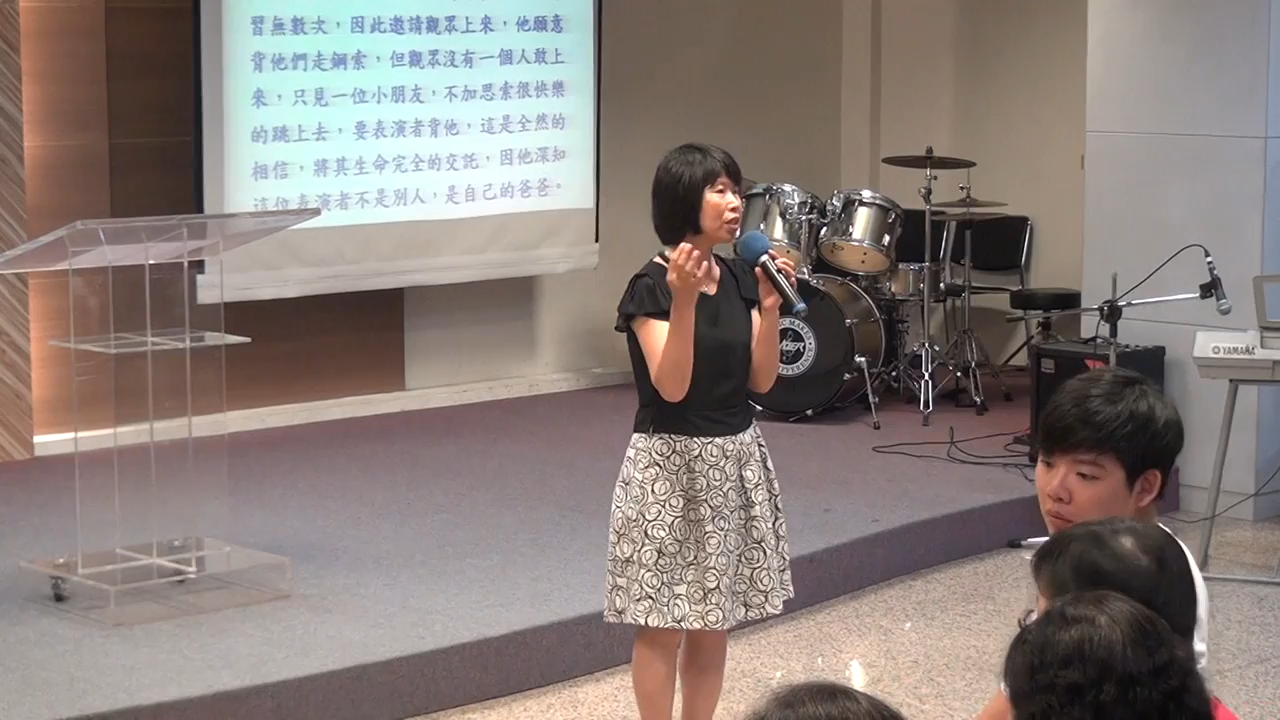 習無數次，因此邀請觀眾上來，他願意
背他們走鋼索，但觀眾沒有一個人敢上
來，只見一位小朋友，不加思索很快樂
的跳上去，要表演者背他，這是全然的
相信，將其生命完全的交託，因他深知
這位表演者不是別人，是自己的爸爸。
YAMAHA